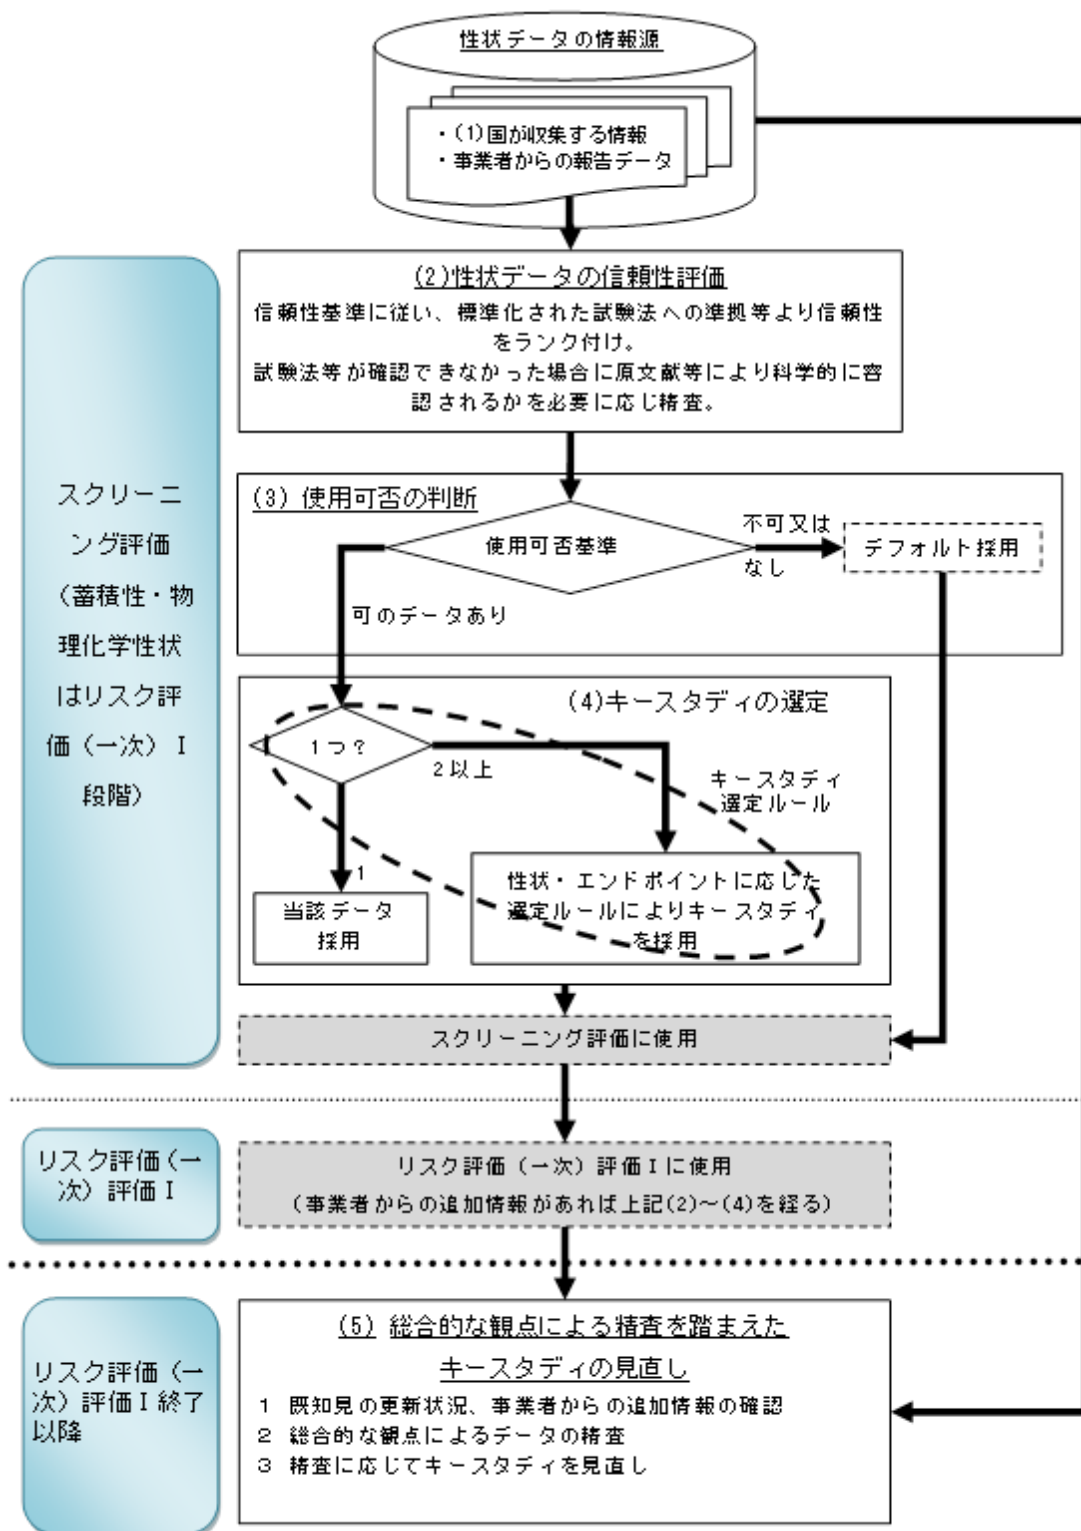 性状データの情報源
・(1)国が収集する情報
・事業者からの報告データ
(2)性状データの信頼性評価
信頼性基準に従い、標準化された試験法への準拠等より信頼性
をランク付け。
試験法等が確認できなかった場合に原文献等により科学的に容
認されるかを必要に応じ精査。
スクリーニ
ング評価
（蓄積性・物
理化学性状
はリスク評
価（一次）Ⅰ
段階）
(3) 使用可否の判断
使用可否基準
不可又は
なし
デフォルト採用
可のデータあり
(4)キースタディの選定
1つ？
2以上
キースタディ
選定ルール
1
当該データ
採用
性状・エンドポイントに応じた
選定ルールによりキースタディ
を採用
スクリーニング評価に使用
リスク評価（一
次）評価Ⅰ
リスク評価（一次）評価Ⅰに使用
（事業者からの追加情報があれば上記(2)～(4)を経る）
リスク評価（一
次）評価Ⅰ終了
以降
(5) 総合的な観点による精査を踏まえた
キースタディの見直し
1 既知見の更新状況、事業者からの追加情報の確認
2 総合的な観点によるデータの精査
3 精査に応じてキースタディを見直し